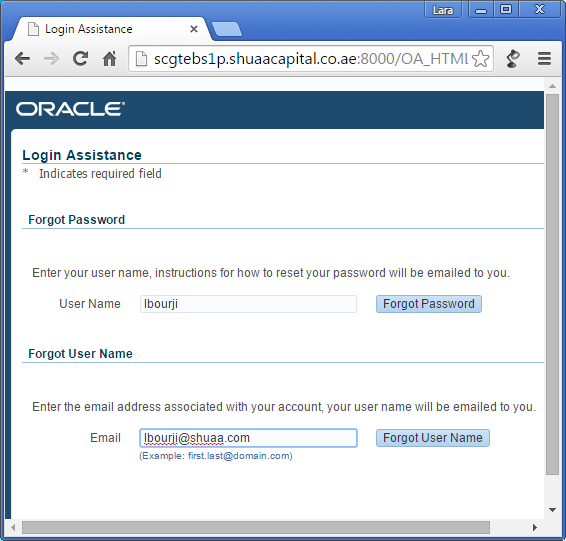 Lara
Login Assistance
scgtebs1p.shuaacapital.co.ae:8000/OA_HTML
ORACLE
Login Assistance
* Indicates required field
Forgot Password
Enter your user name, instructions for how to reset your password will be emailed to you.
User Name lbourji Forgot Password
Forgot User Name
Enter the email address associated with your account, your user name will be emailed to you.
Email lbourji@shuaa.com Forgot User Name
(Example: first.last@domain.com)